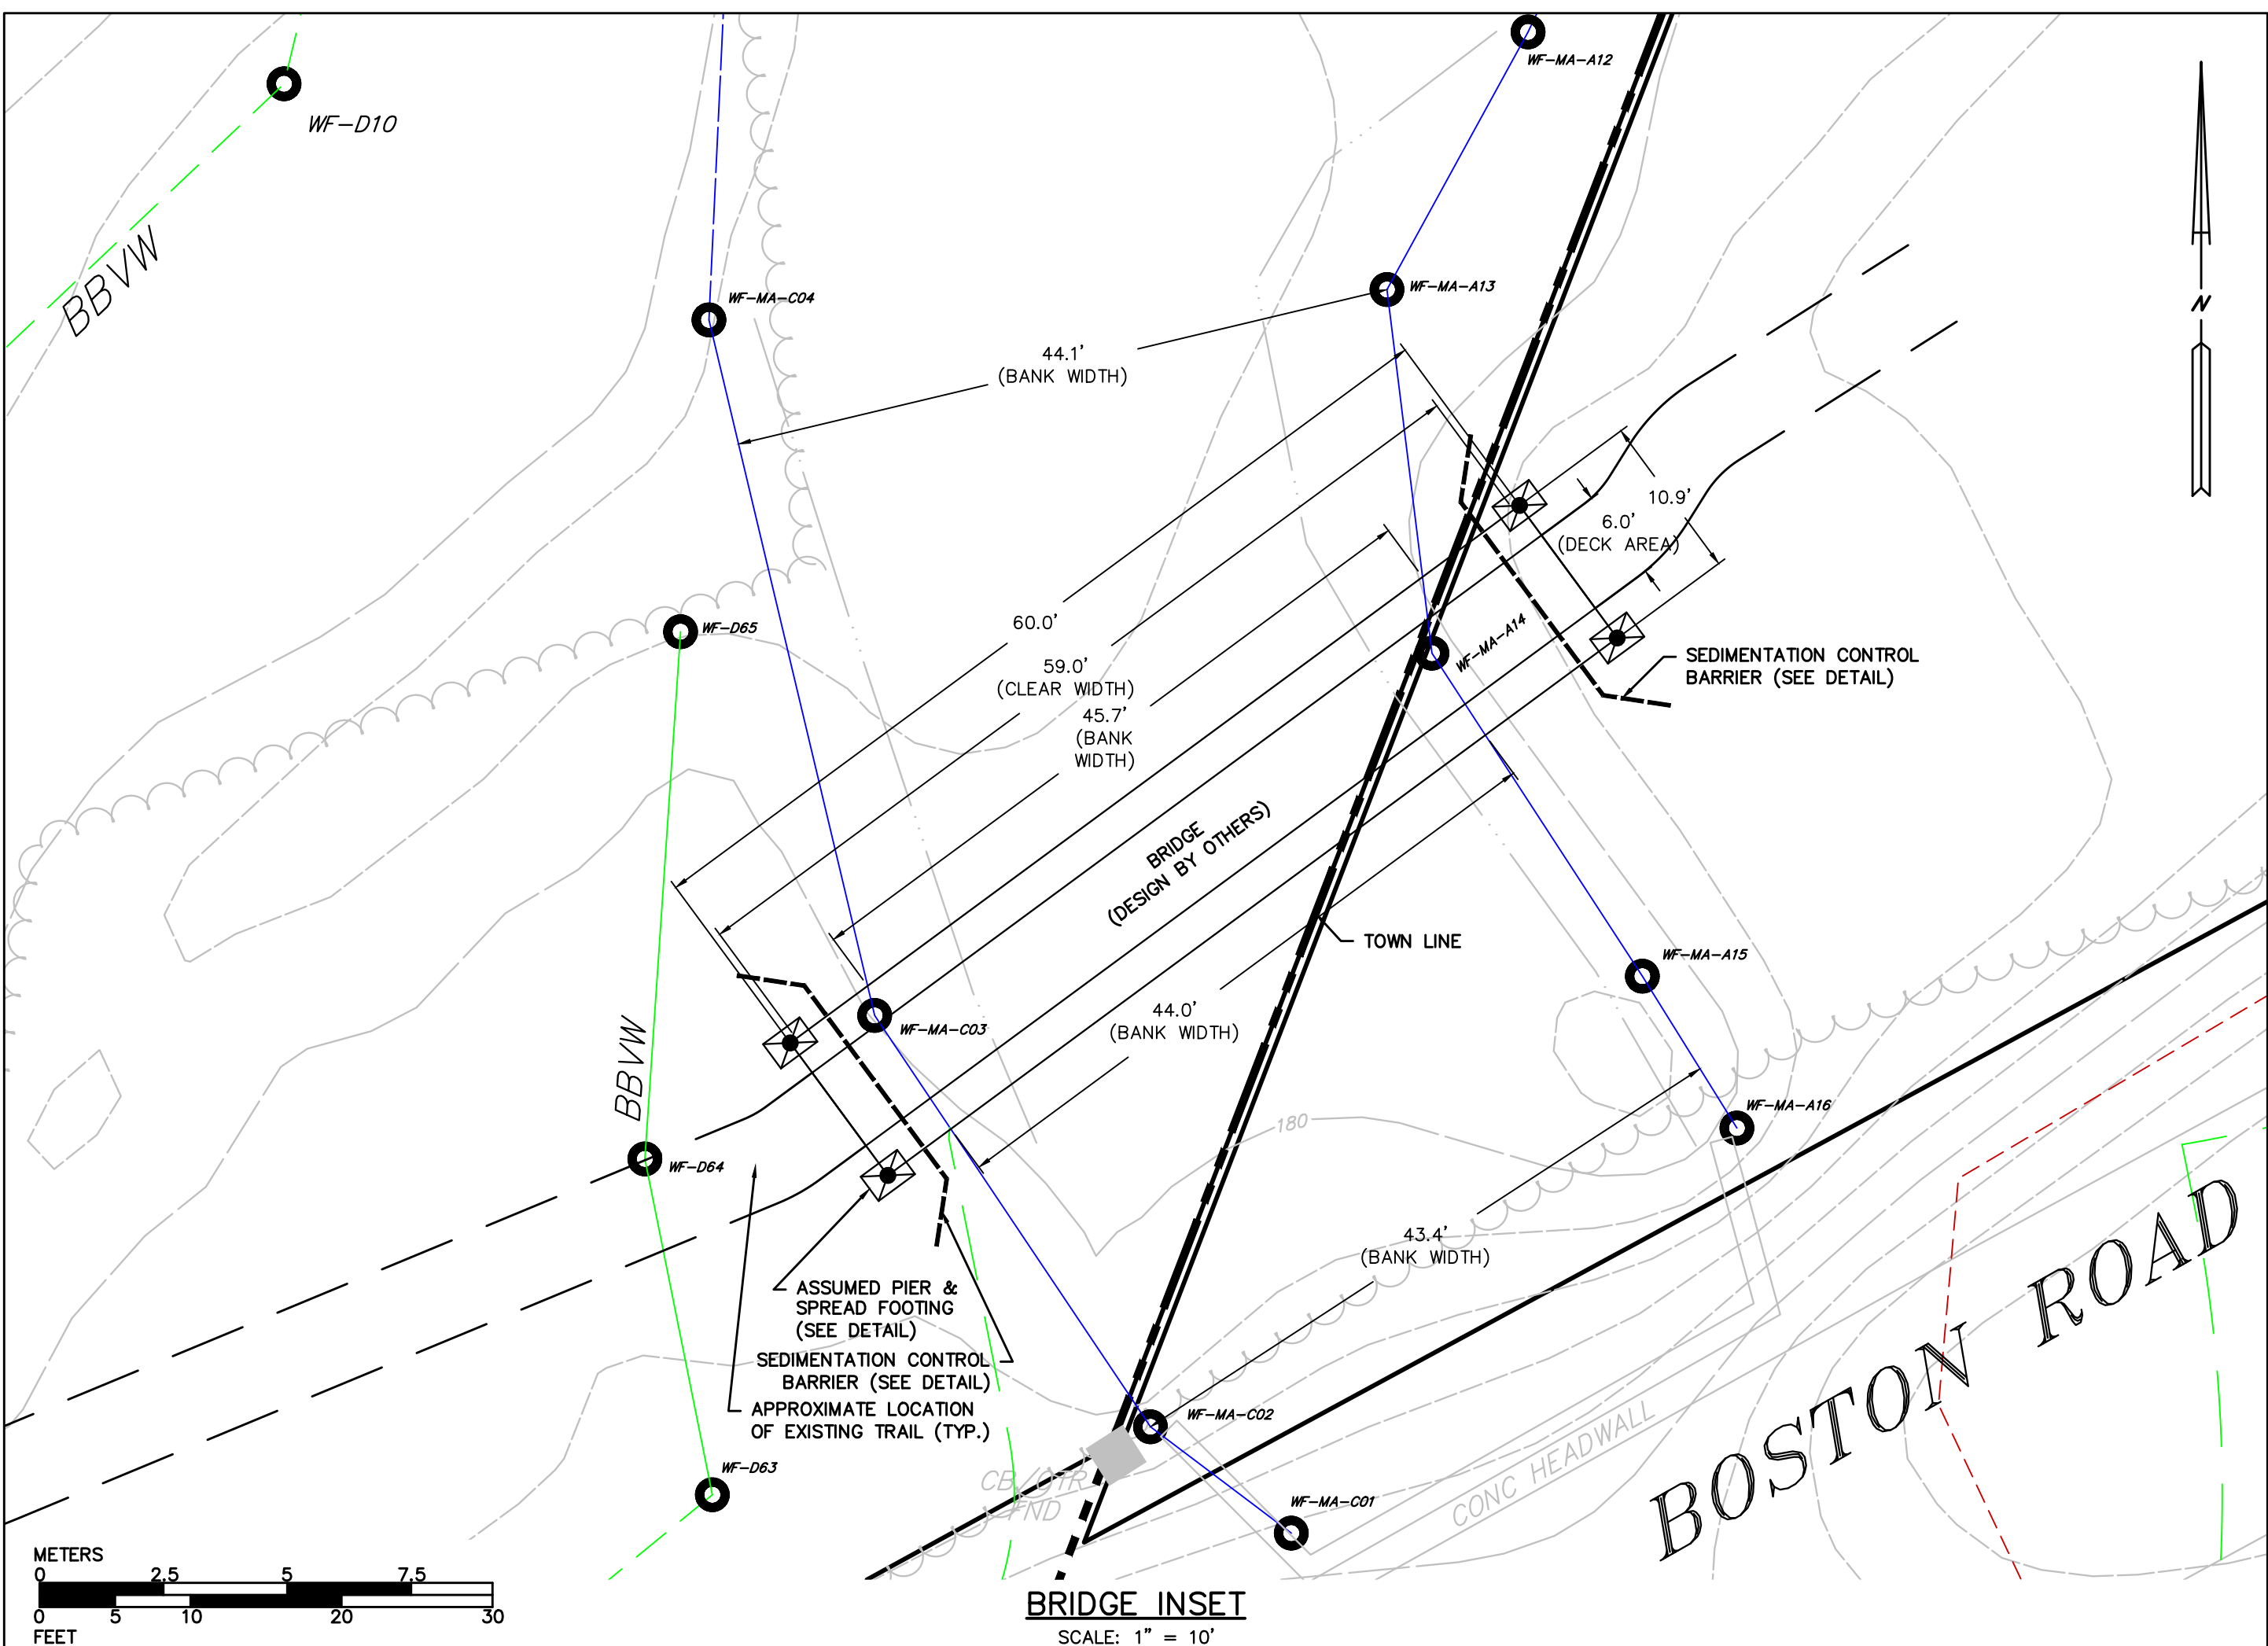 WF-MA-A12
WF-D10
BBVW
WF-MA-C04
WF-MA-A13
N
44.1'
(BANK WIDTH)
10.9'
6.0'
(DECK AREA)
60.0'
WF-D65
WF-MA-A14
59.0'
(CLEAR WIDTH)
SEDIMENTATION CONTROL
BARRIER (SEE DETAIL)
45.7'
(BANK
WIDTH)
BRIDGE
(DESIGN BY OTHERS)
TOWN LINE
WF-MA-A15
44.0'
(BANK WIDTH)
WF-MA-C03
BBVW
180
WF-MA-A16
WF-D64
43.4'
(BANK WIDTH)
ASSUMED PIER &
SPREAD FOOTING
(SEE DETAIL)
SEDIMENTATION CONTROL
BARRIER (SEE DETAIL)
APPROXIMATE LOCATION
OF EXISTING TRAIL (TYP.)
WF-MA-C02
BOSTON ROAD
WF-D63
CB/OTR
FND
WF-MA-C01
CONC HEADWALL
METERS
0 2.5 5 7.5
0 5 10 20 30
FEET
BRIDGE INSET
SCALE: 1" = 10'